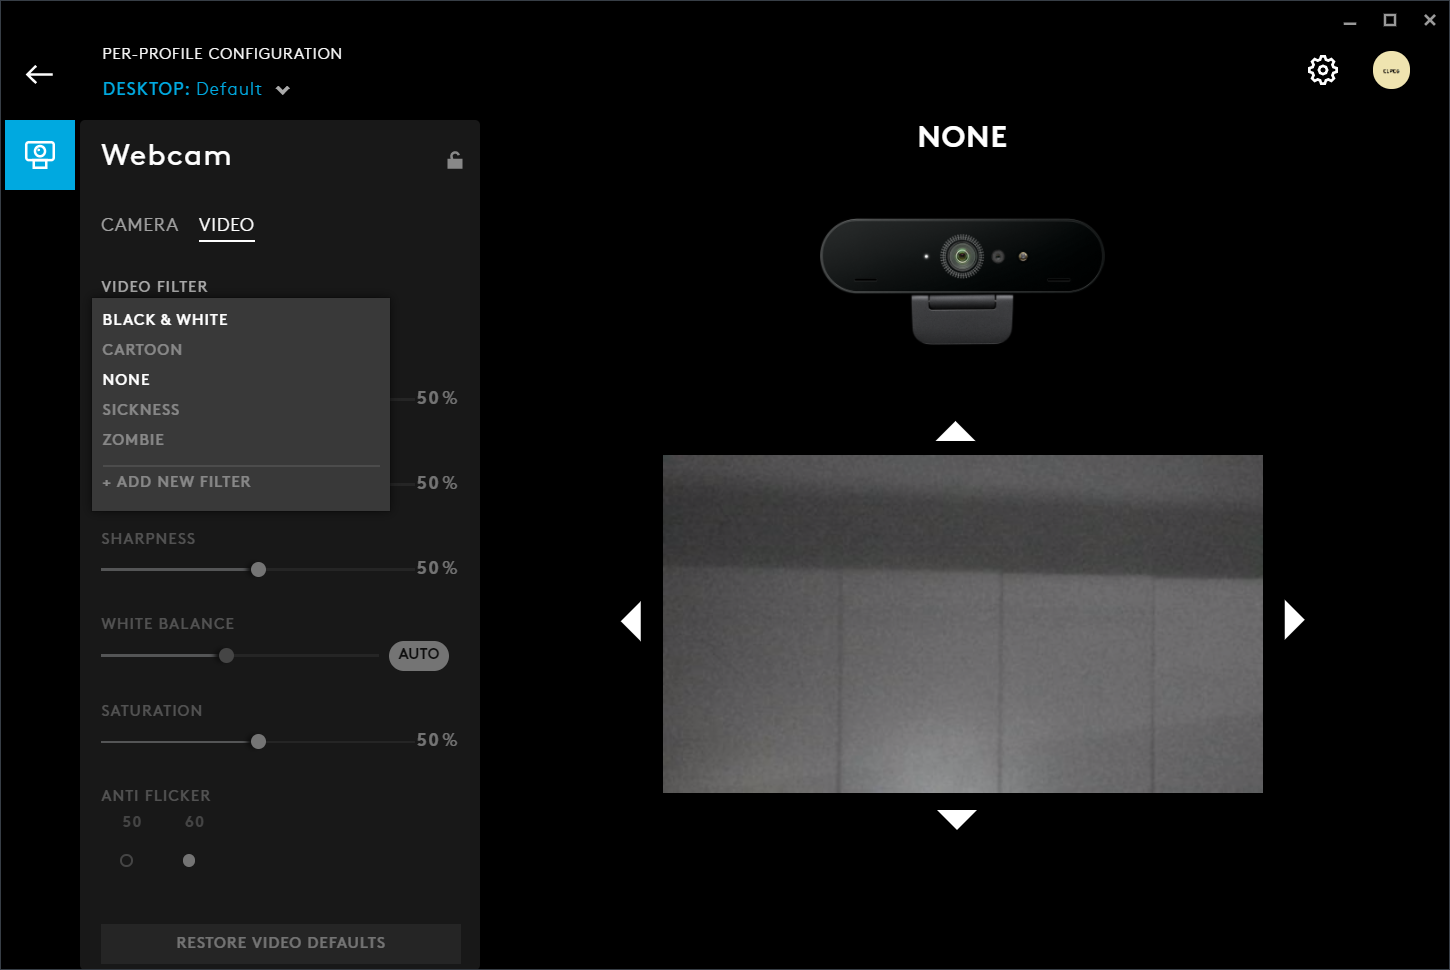 PER-PROFILE CONFIGURATION
DESKTOP: Default
Webcam
CAMERA VIDEO
VIDEO FILTER
BLACK & WHITE
CARTOON
NONE
SICKNESS
ZOMBIE
+ ADD NEW FILTER
50 %
50 %
SHARPNESS
50 %
WHITE BALANCE
AUTO
SATURATION
50 %
ANTI FLICKER
50 60
RESTORE VIDEO DEFAULTS
NONE